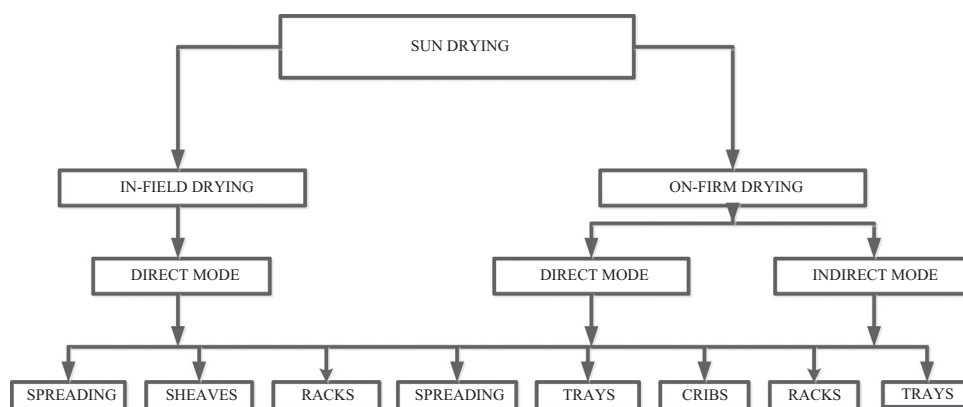 SUN DRYING
IN-FIELD DRYING
ON-FIRM DRYING
DIRECT MODE
DIRECT MODE
INDIRECT MODE
SPREADING
SHEAVES
RACKS
SPREADING
TRAYS
CRIBS
RACKS
TRAYS